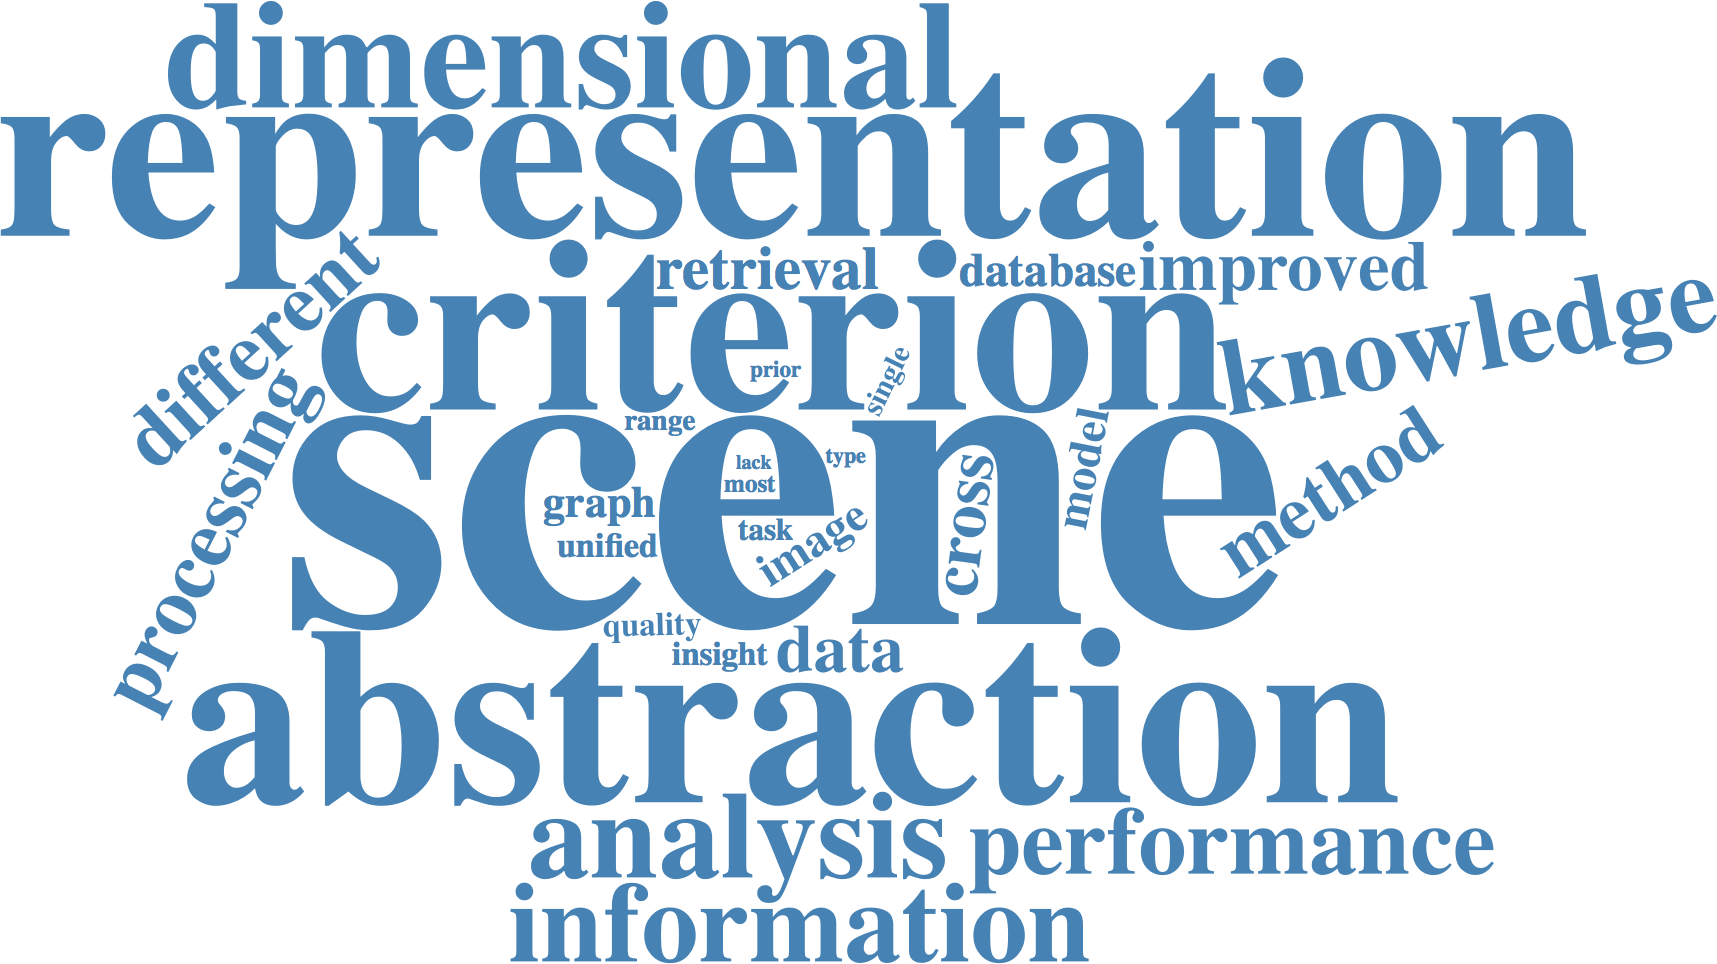 dimensional
representation
different
criterion
retrieval
database
improved
knowledge
prior
single
processing
scene
range
lack
most
type
graph
unified
task
image
cross
model
method
quality
insight
data
abstraction
analysis
performance
information